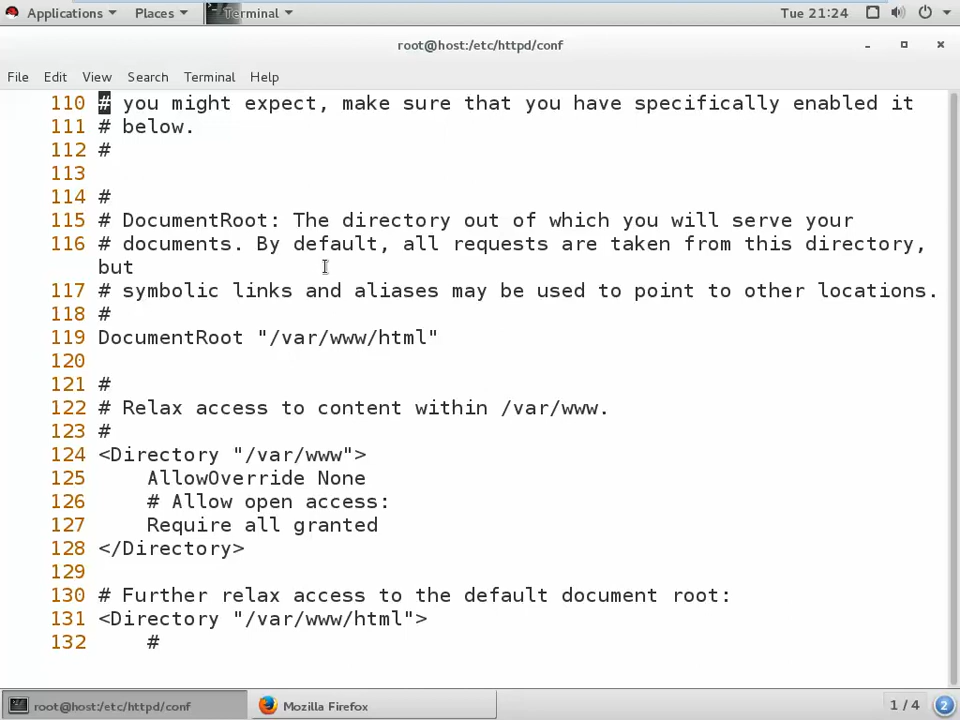 Applications Places Terminal Tue 21:24
root@host:/etc/httpd/conf
File Edit View Search Terminal Help
110 # you might expect, make sure that you have specifically enabled it
111 # below.
112 #
113
114 #
115 # DocumentRoot: The directory out of which you will serve your
116 # documents. By default, all requests are taken from this directory,
but
117 # symbolic links and aliases may be used to point to other locations.
118 #
119 DocumentRoot "/var/www/html"
120
121 #
122 # Relax access to content within /var/www.
123 #
124 <Directory "/var/www">
125     AllowOverride None
126     # Allow open access:
127     Require all granted
128 </Directory>
129
130 # Further relax access to the default document root:
131 <Directory "/var/www/html">
132     #
root@host:/etc/httpd/conf Mozilla Firefox 1 / 4 2